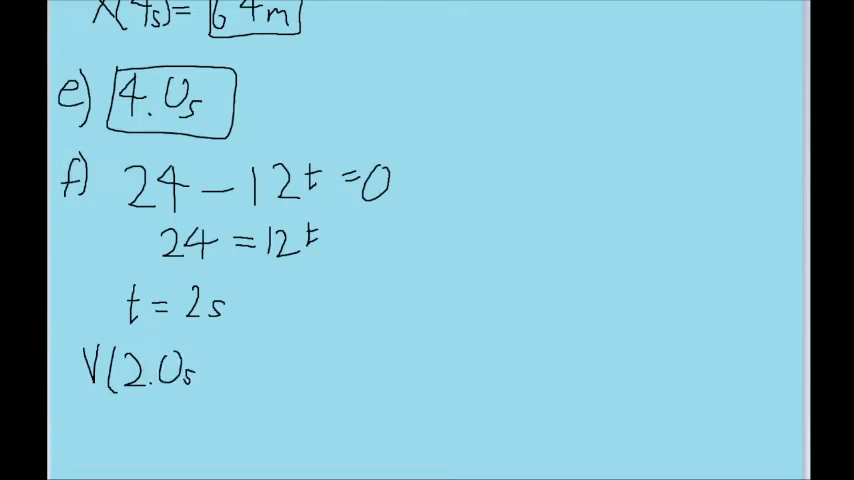 x(4s)= 64m
e) 4.0s
f) 24 - 12t = 0
24 = 12t
t = 2s
V(2.0s